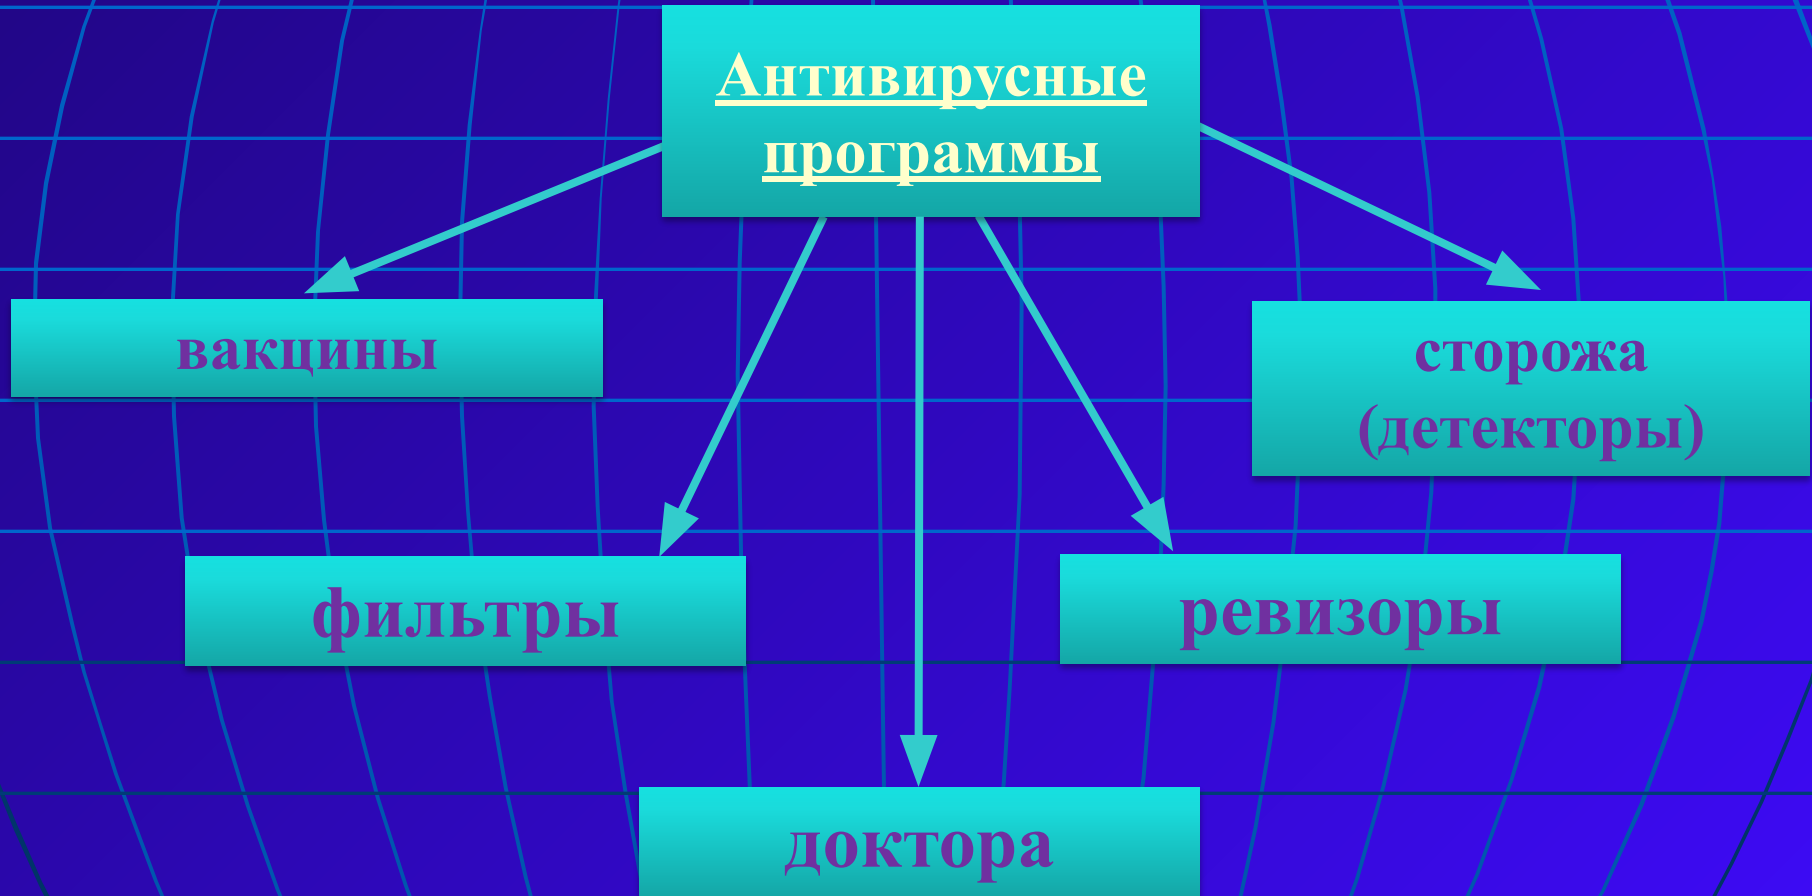 Антивирусные
программы
вакцины
сторожа
(детекторы)
фильтры
ревизоры
доктора